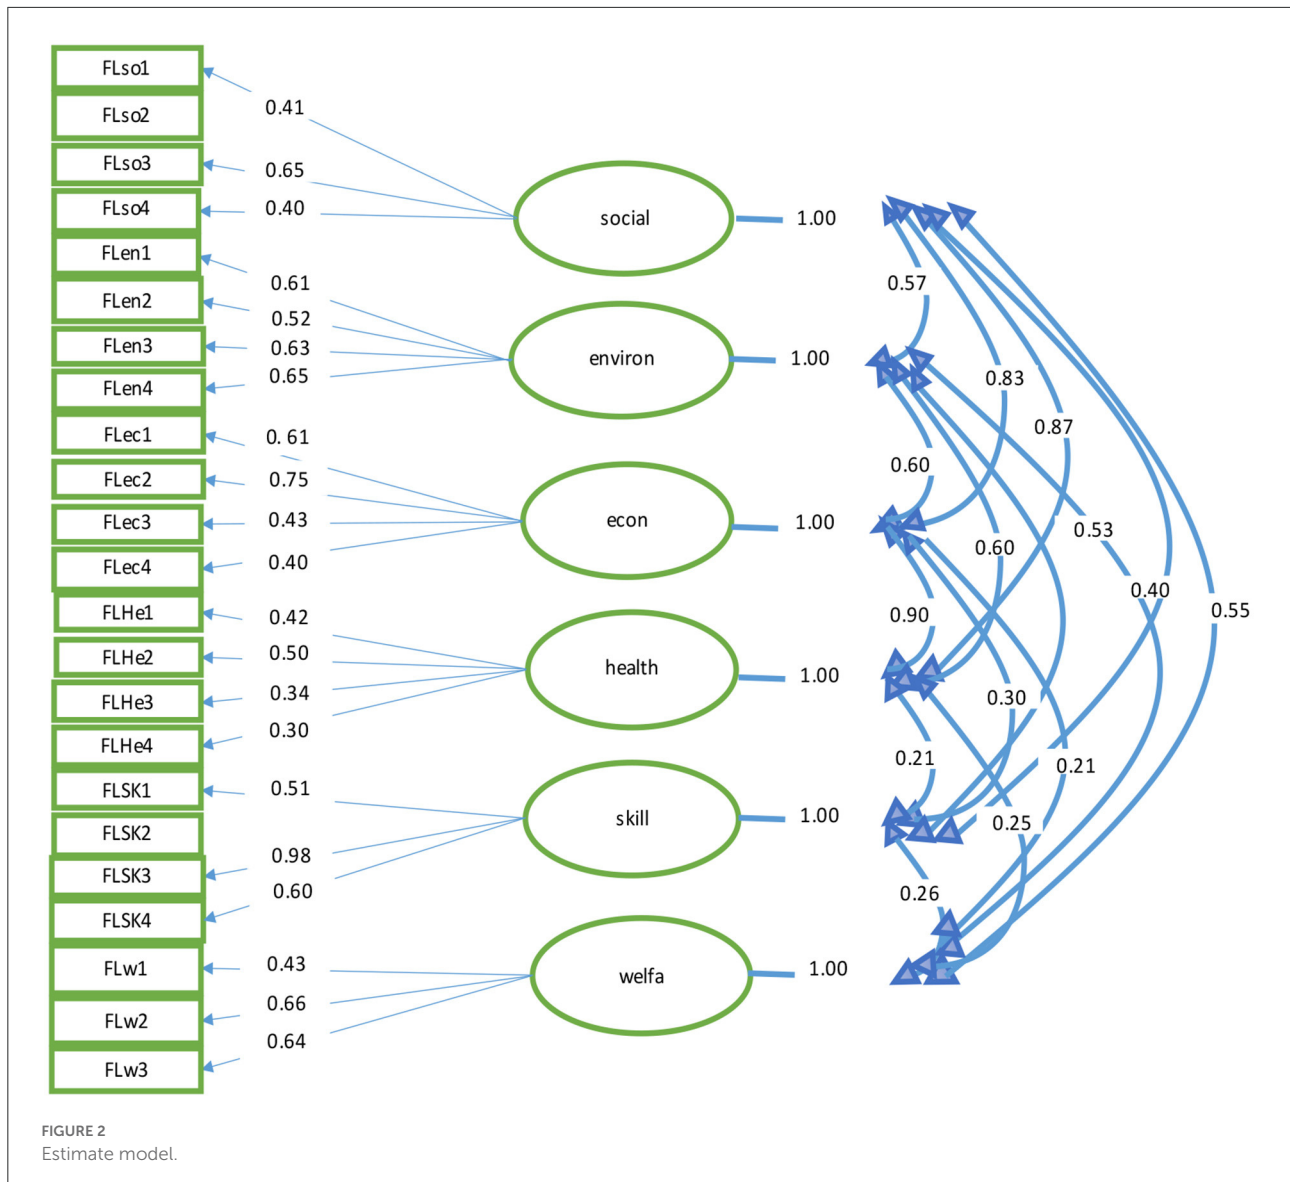 FLso1
0.41
FLso2
FLso3
0.65
FLso4
0.40
social
1.00
FLen1
0.61
FLen2
0.52
0.57
FLen3
0.63
environ
1.00
FLen4
0.65
0.83
FLec1
0. 61
0.87
FLec2
0.75
0.60
FLec3
0.43
econ
1.00
0.53
FLec4
0.40
0.60
FLHe1
0.42
0.90
0.40
0.55
FLHe2
0.50
health
1.00
FLHe3
0.34
0.30
FLHe4
0.30
0.21
0.21
FLSK1
0.51
skill
1.00
0.25
FLSK2
0.98
FLSK3
0.60
0.26
FLSK4
FLw1
0.43
welfa
1.00
FLw2
0.66
FLw3
0.64
FIGURE 2
Estimate model.